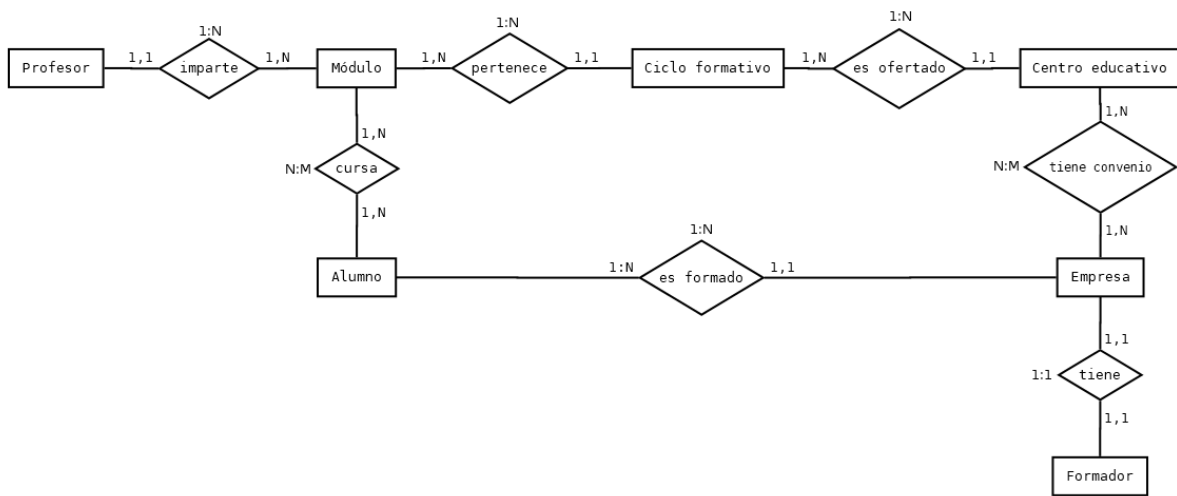 1:N
1:N
1:N
Profesor
1,1
imparte
1,N
Módulo
1,N
pertenece
1,1
Ciclo formativo
1,N
es ofertado
1,1
Centro educativo
1,N
1,N
N:M
cursa
N:M
tiene convenio
1,N
1,N
1:N
Alumno
1:N
es formado
1,1
Empresa
1,1
1:1
tiene
1,1
Formador